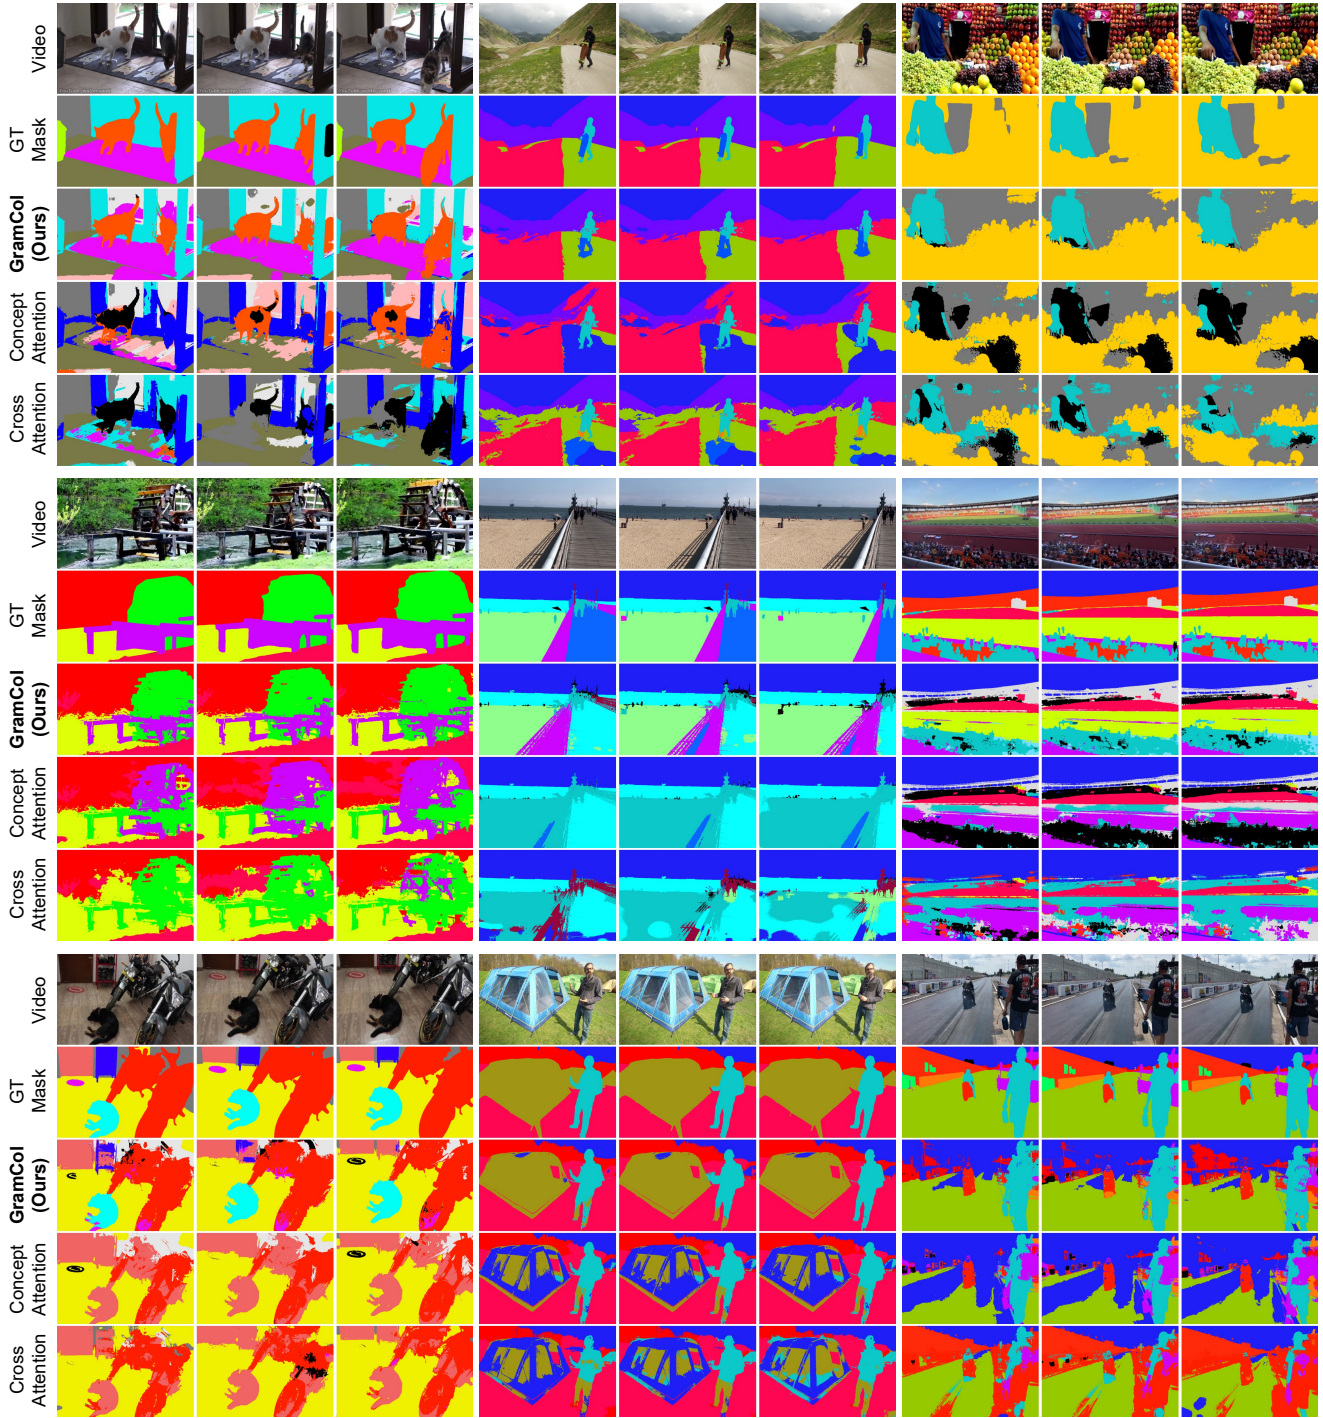 Video
GT
Mask
GramCol
(Ours)
Concept
Attention
Cross
Attention
Video
GT
Mask
GramCol
(Ours)
Concept
Attention
Cross
Attention
Video
GT
Mask
GramCol
(Ours)
Concept
Attention
Cross
Attention